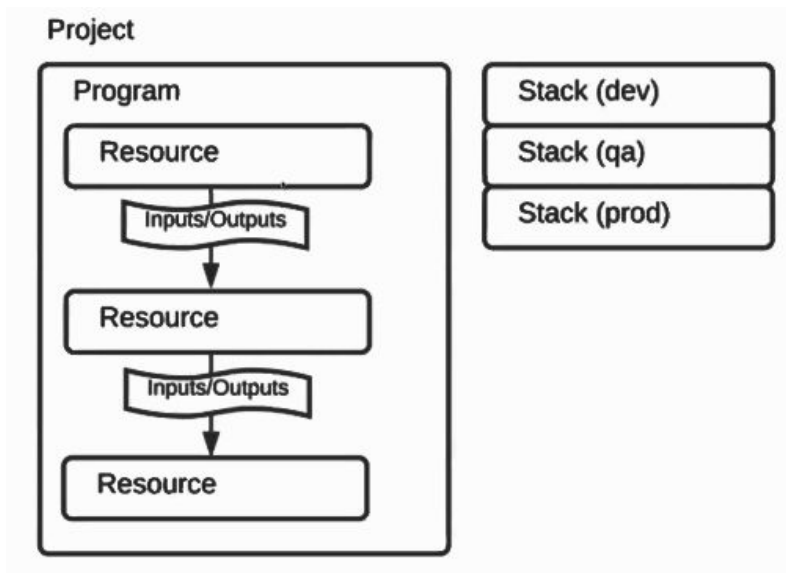 Project
Program
Resource
Inputs/Outputs
Resource
Inputs/Outputs
Resource
Stack (dev)
Stack (qa)
Stack (prod)